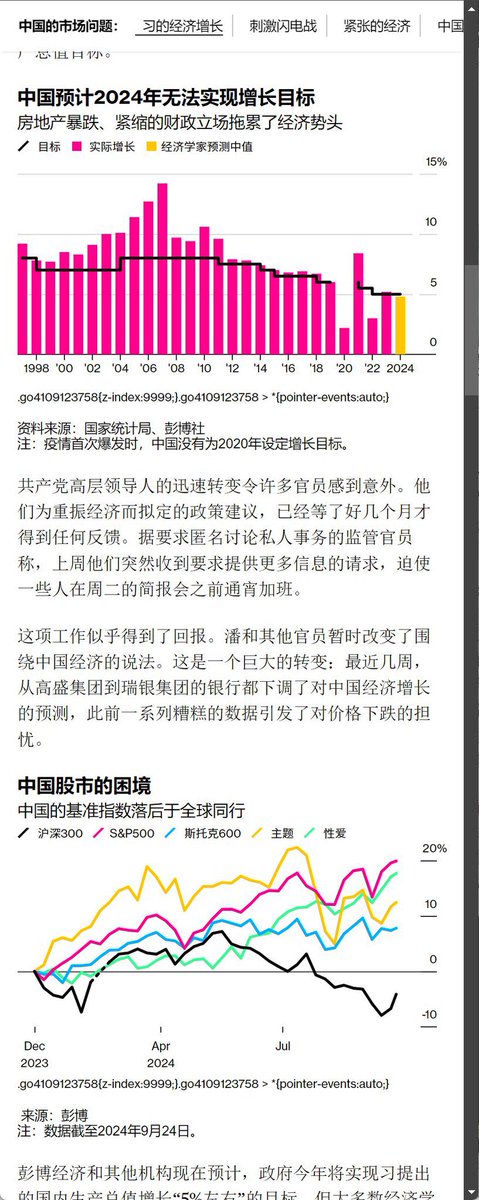 中国的市场问题： 习的经济增长 刺激闪电战 紧张的经济 中国
产总值目标。
中国预计2024年无法实现增长目标
房地产暴跌、紧缩的财政立场拖累了经济势头
目标 实际增长 经济学家预测中值
15%
10
5
0
1998 '00 '02 '04 '06 '08 '10 '12 '14 '16 '18 '20 '22 2024
.go4109123758{z-index:9999;}.go4109123758 > *{pointer-events:auto;}
资料来源：国家统计局、彭博社
注：疫情首次爆发时，中国没有为2020年设定增长目标。
共产党高层领导人的迅速转变令许多官员感到意外。他
们为重振经济而拟定的政策建议，已经等了好几个月才
得到任何反馈。据要求匿名讨论私人事务的监管官员
称，上周他们突然收到要求提供更多信息的请求，迫使
一些人在周二的简报会之前通宵加班。
这项工作似乎得到了回报。潘和其他官员暂时改变了围
绕中国经济的说法。这是一个巨大的转变：最近几周，
从高盛集团到瑞银集团的银行都下调了对中国经济增长
的预测，此前一系列糟糕的数据引发了对价格下跌的担
忧。
中国股市的困境
中国的基准指数落后于全球同行
沪深300 S&P500 斯托克600 主题 性爱
20%
10
0
-10
Dec Apr Jul
2023 2024
.go4109123758{z-index:9999;}.go4109123758 > *{pointer-events:auto;}
来源：彭博
注：数据截至2024年9月24日。
彭博经济和其他机构现在预计，政府今年将实现习提出
的国内生产总值增长“5%左右”的目标，但大多数经济学